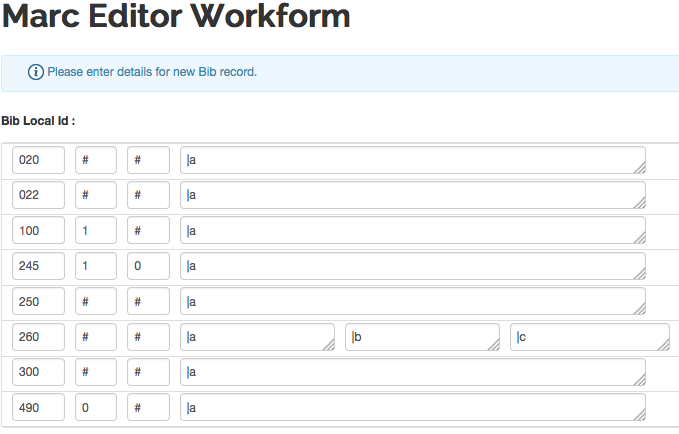 Marc Editor Workform
Please enter details for new Bib record.
Bib Local Id :
020 # # |a
022 # # |a
100 1 # |a
245 1 0 |a
250 # # |a
260 # # |a |b |c
300 # # |a
490 0 # |a